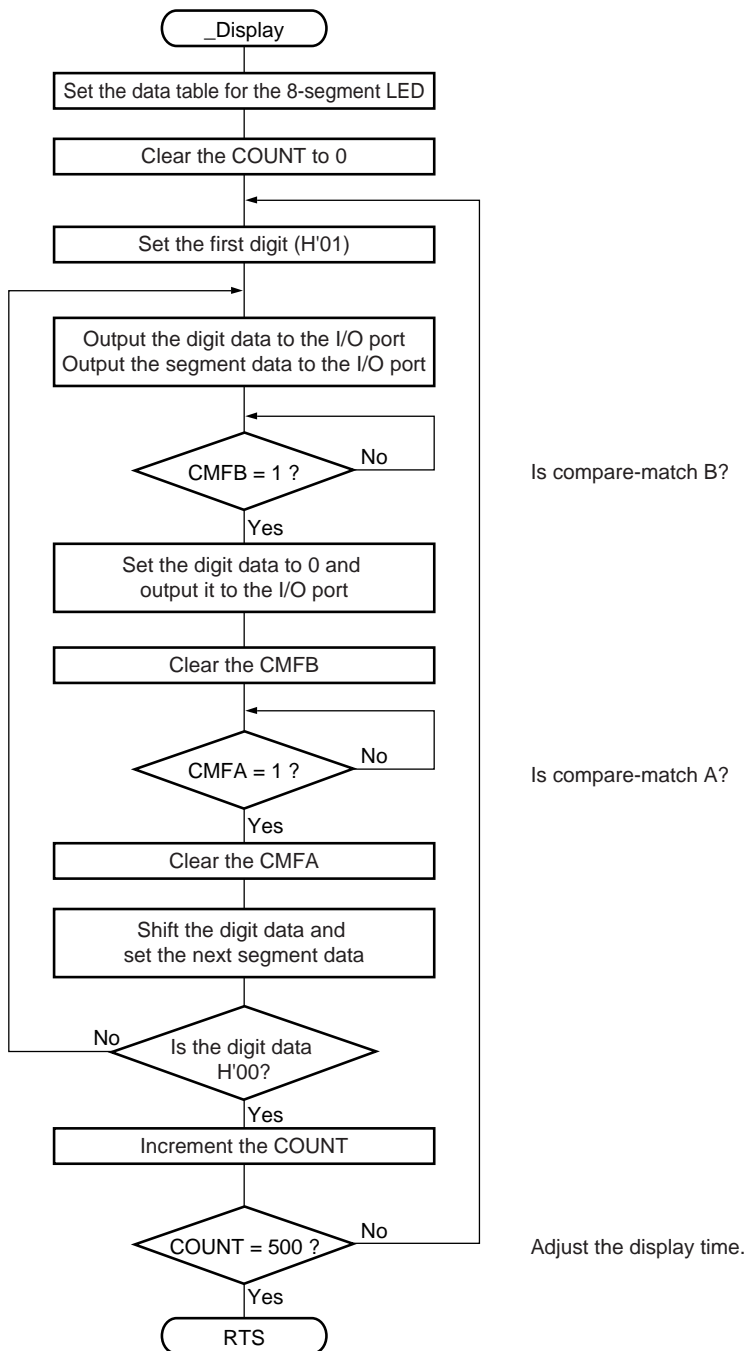 _Display
Set the data table for the 8-segment LED
Clear the COUNT to 0
Set the first digit (H'01)
Output the digit data to the I/O port
Output the segment data to the I/O port
CMFB = 1 ?
No
Is compare-match B?
Yes
Set the digit data to 0 and
output it to the I/O port
Clear the CMFB
CMFA = 1 ?
No
Is compare-match A?
Yes
Clear the CMFA
Shift the digit data and
set the next segment data
No
Is the digit data
H'00?
Yes
Increment the COUNT
COUNT = 500 ?
No
Adjust the display time.
Yes
RTS